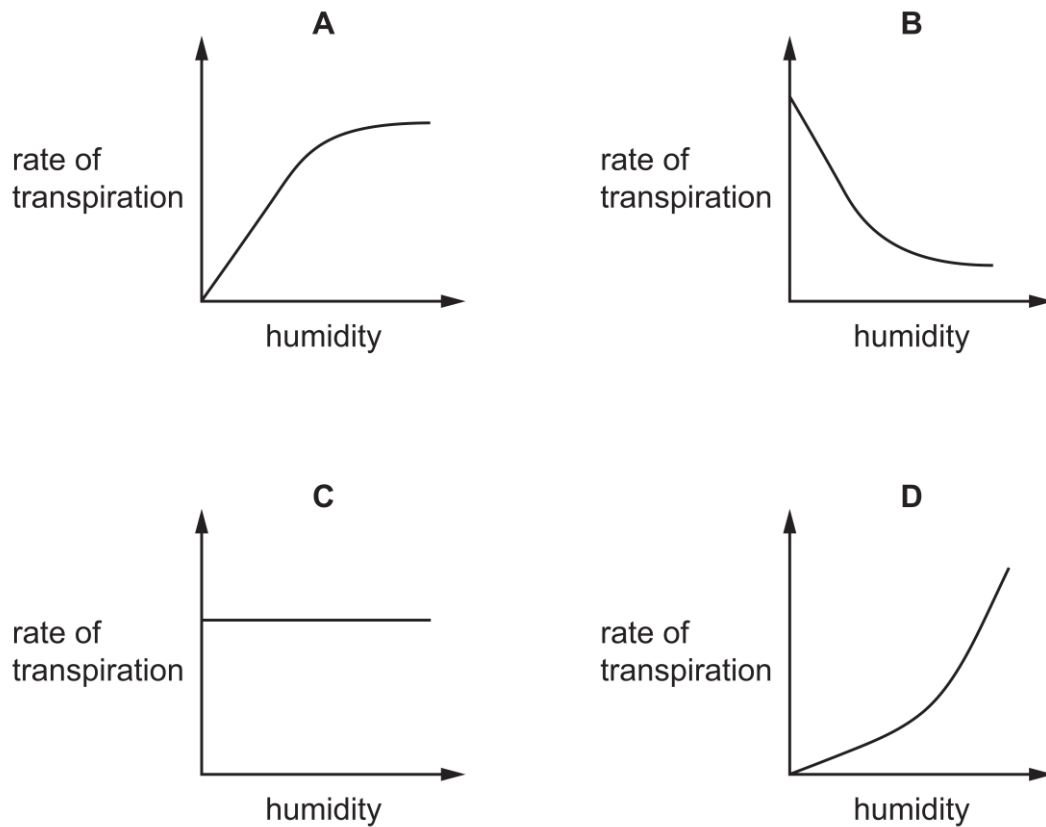 A
rate of
transpiration
humidity
B
rate of
transpiration
humidity
C
rate of
transpiration
humidity
D
rate of
transpiration
humidity